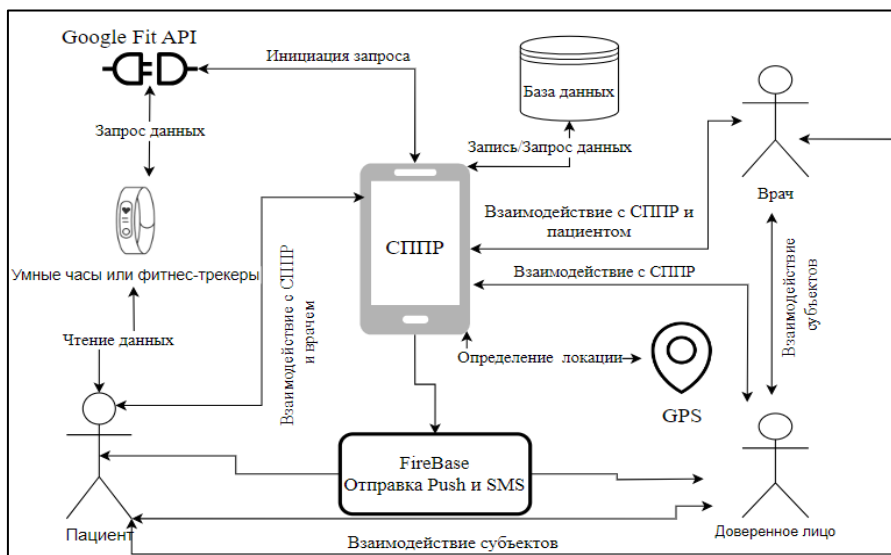 Google Fit API
Инициация запроса
База данных
Запрос данных
Запись/Запрос данных
Врач
СППР
Взаимодействие с СППР и
пациентом
Умные часы или фитнес-трекеры
Взаимодействие с СППР
Взаимодействие с СППР
и врачем
Взаимодействие
субъектов
Чтение данных
Определение локации
GPS
FireBase
Отправка Push и SMS
Пациент
Доверенное лицо
Взаимодействие субъектов